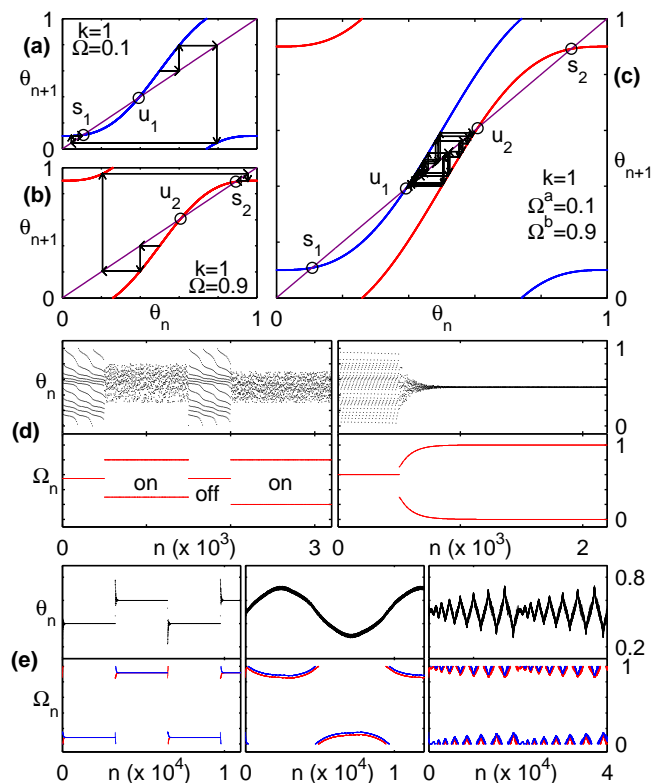 (a)
k=1
Ω=0.1
θn+1
s1
u1
0
1
(b)
θn+1
u2
s2
k=1
Ω=0.9
0
1
0
θn
1
(c)
1
s2
u2
u1
s1
θn+1
k=1
Ωa=0.1
Ωb=0.9
0
0
θn
1
(d)
θn
1
0
Ωn
on
off
on
1
0
0
n (x 10³)
3
0
n (x 10³)
2
(e)
θn
0.8
0.2
Ωn
1
0
0
n (x 10⁴)
1
0
n (x 10⁴)
1
0
n (x 10⁴)
4